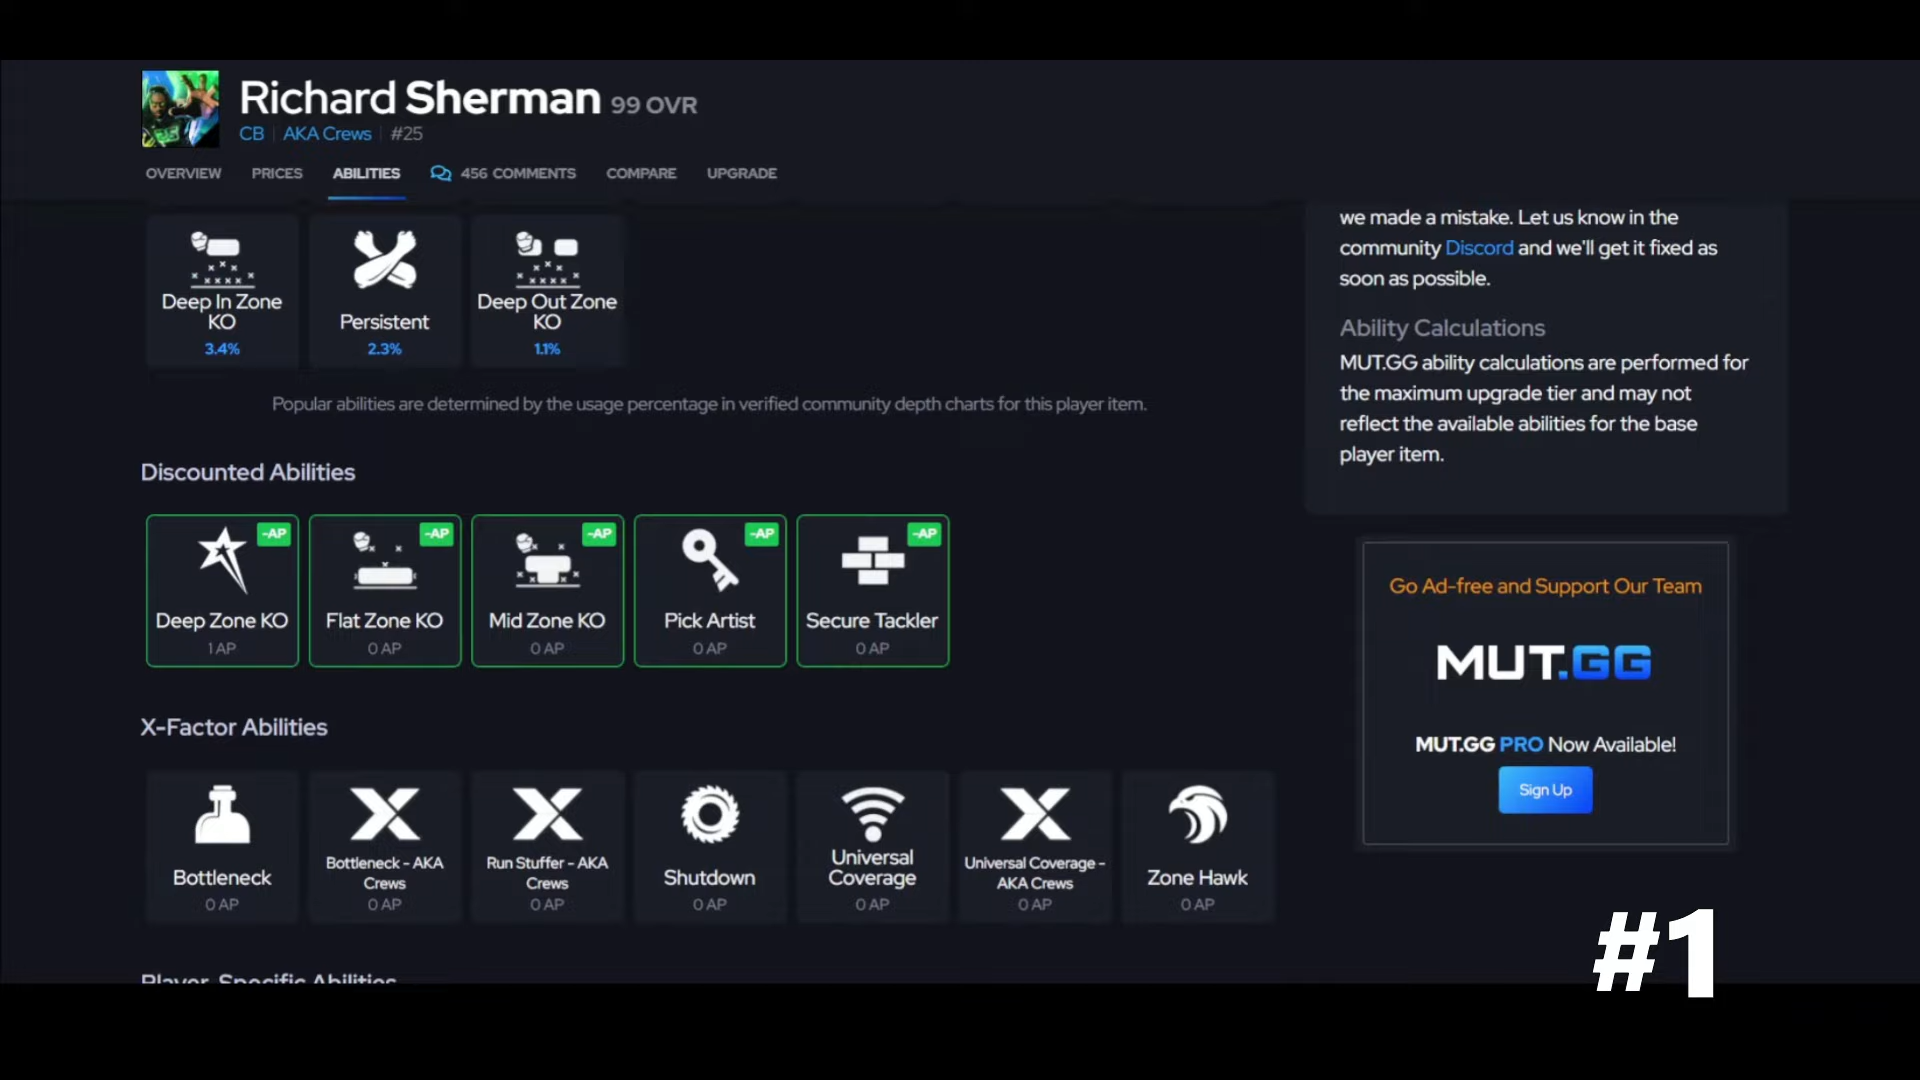 Richard Sherman 99 OVR
CB | AKA Crews | #25
OVERVIEW PRICES ABILITIES 456 COMMENTS COMPARE UPGRADE
Deep In Zone
KO
3.4%
Persistent
2.3%
Deep Out Zone
KO
1.1%
Popular abilities are determined by the usage percentage in verified community depth charts for this player item.
Discounted Abilities
-AP
Deep Zone KO
1 AP
-AP
Flat Zone KO
0 AP
-AP
Mid Zone KO
0 AP
-AP
Pick Artist
0 AP
-AP
Secure Tackler
0 AP
X-Factor Abilities
Bottleneck
0 AP
Bottleneck - AKA
Crews
0 AP
Run Stuffer - AKA
Crews
0 AP
Shutdown
0 AP
Universal
Coverage
0 AP
Universal Coverage -
AKA Crews
0 AP
Zone Hawk
0 AP
Player-Specific Abilities
we made a mistake. Let us know in the
community Discord and we'll get it fixed as
soon as possible.
Ability Calculations
MUT.GG ability calculations are performed for
the maximum upgrade tier and may not
reflect the available abilities for the base
player item.
Go Ad-free and Support Our Team
MUT.GG
MUT.GG PRO Now Available!
Sign Up
#1